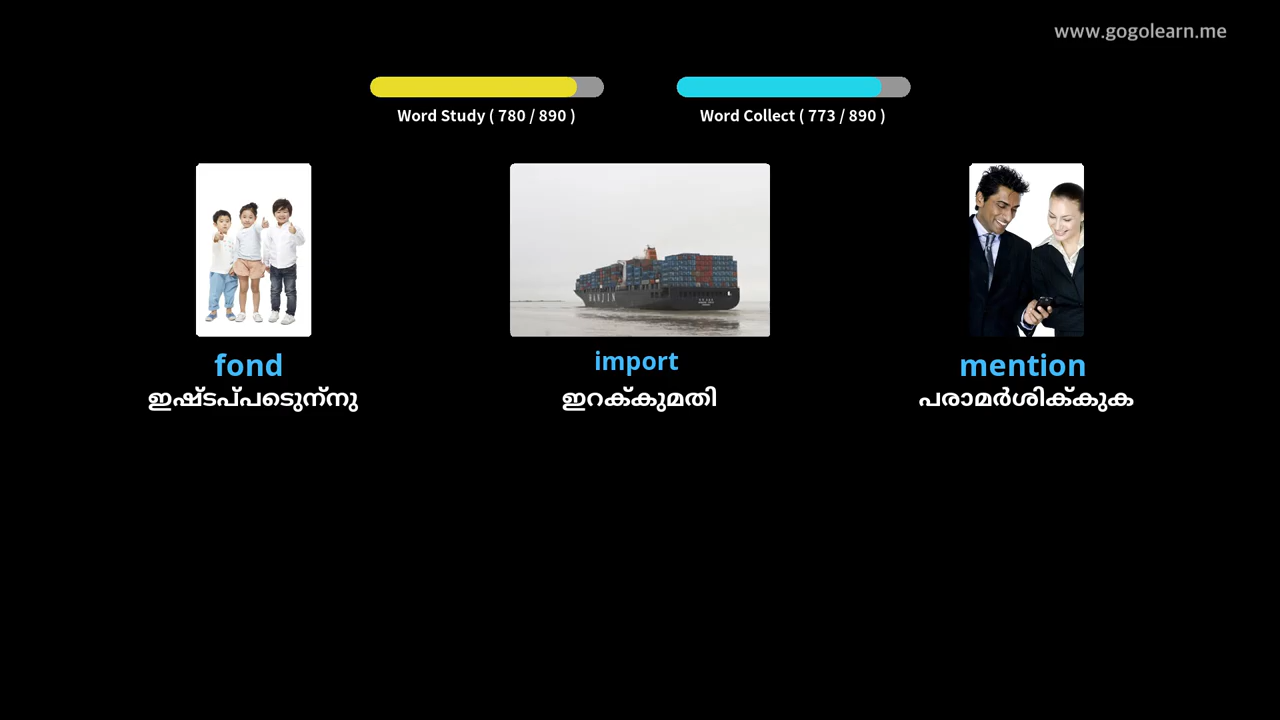 www.gogolearn.me
Word Study ( 780 / 890 )
Word Collect ( 773 / 890 )
fond
import
mention
ഇഷ്ടപ്പടെുന്നു
ഇറക്കുമതി
പരാമർശിക്കുക
HANJIN